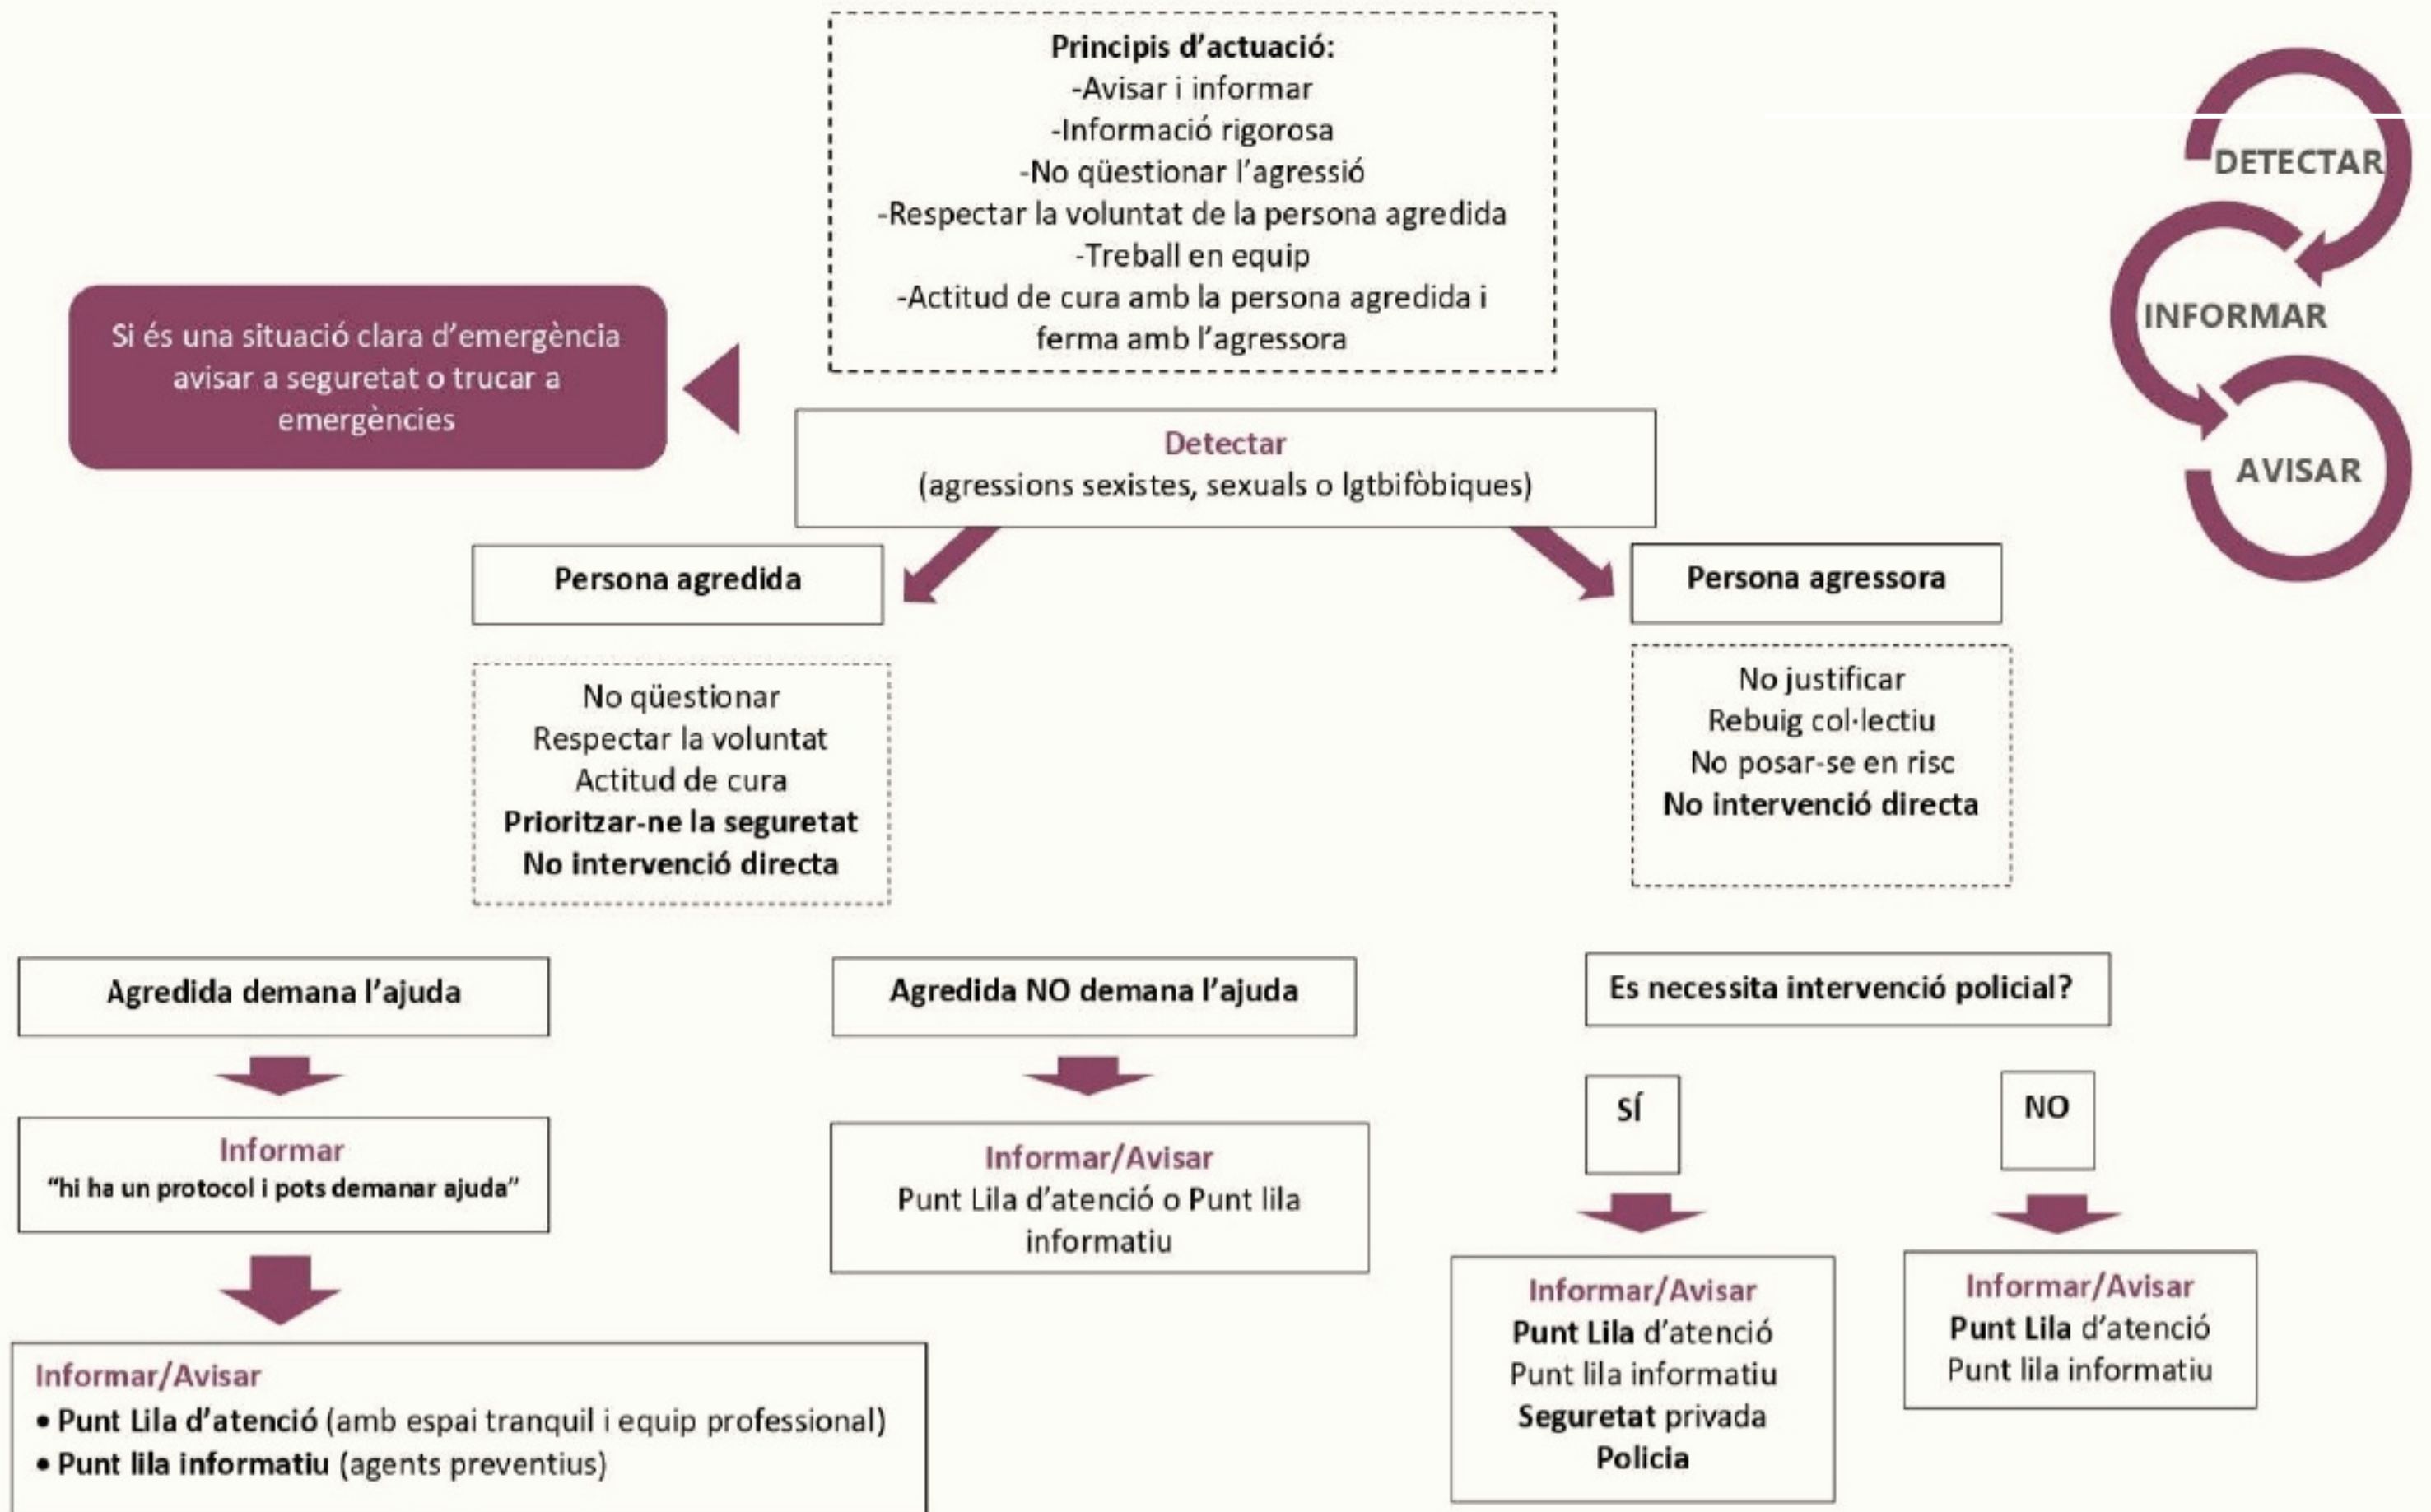 Principis d'actuació:
-Avisar i informar
-Informació rigorosa
-No qüestionar l'agressió
-Respectar la voluntat de la persona agredida
-Treball en equip
-Actitud de cura amb la persona agredida i
ferma amb l'agressora
DETECTAR
INFORMAR
AVISAR
Si és una situació clara d'emergència
avisar a seguretat o trucar a
emergències
Detectar
(agressions sexistes, sexuals o lgtbifòbiques)
Persona agredida
No qüestionar
Respectar la voluntat
Actitud de cura
Prioritzar-ne la seguretat
No intervenció directa
Persona agressora
No justificar
Rebuig col·lectiu
No posar-se en risc
No intervenció directa
Agredida demana l'ajuda
Informar
"hi ha un protocol i pots demanar ajuda"
Informar/Avisar
• Punt Lila d'atenció (amb espai tranquil i equip professional)
• Punt lila informatiu (agents preventius)
Agredida NO demana l'ajuda
Informar/Avisar
Punt Lila d'atenció o Punt lila
informatiu
Es necessita intervenció policial?
SÍ
Informar/Avisar
Punt Lila d'atenció
Punt lila informatiu
Seguretat privada
Policia
NO
Informar/Avisar
Punt Lila d'atenció
Punt lila informatiu